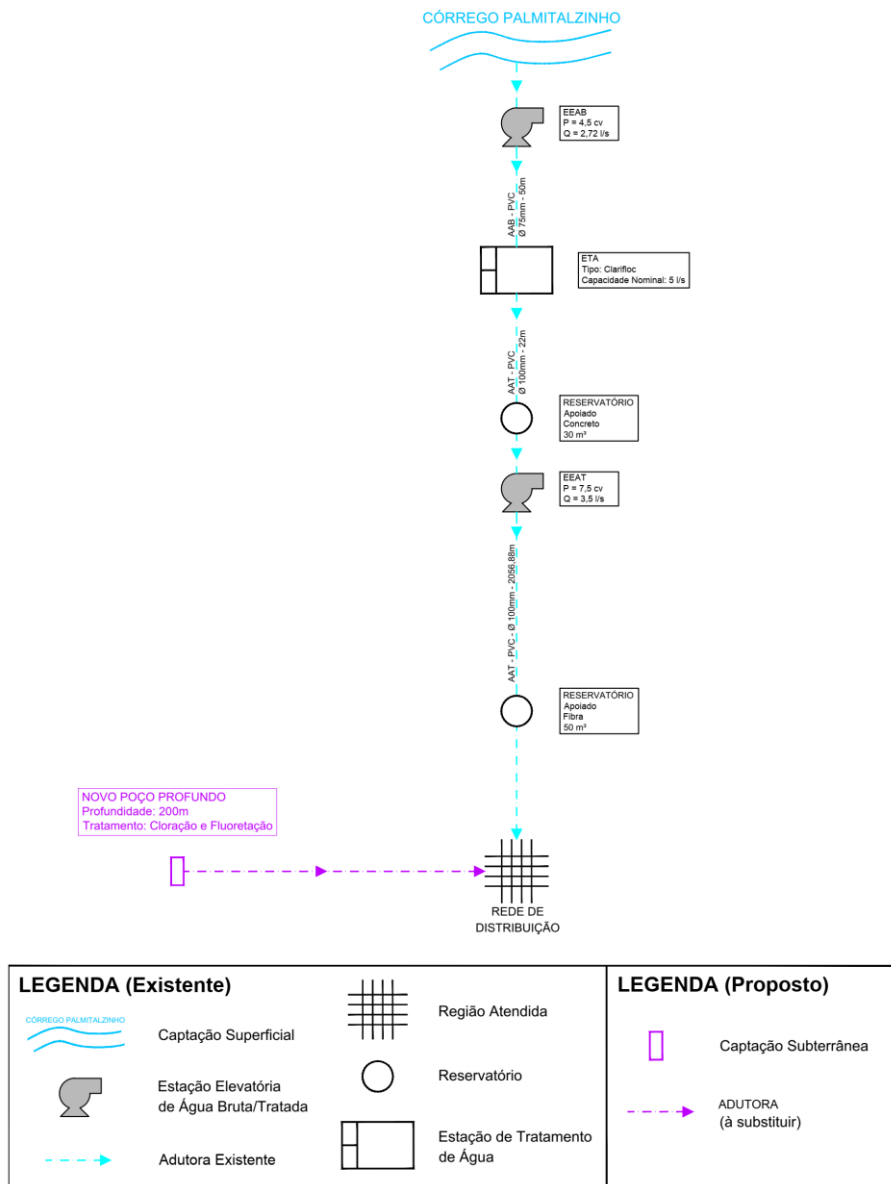 CÓRREGO PALMITALZINHO
EEAB
P = 4,5 cv
Q = 2,72 l/s
AAB - PVC
Ø 75mm - 50m
ETA
Tipo: Clarifloc
Capacidade Nominal: 5 l/s
AAT - PVC
Ø 100mm - 22m
RESERVATÓRIO
Apoiado
Concreto
30 m³
EEAT
P = 7,5 cv
Q = 3,5 l/s
AAT - PVC - Ø 100mm - 2056,88m
RESERVATÓRIO
Apoiado
Fibra
50 m³
NOVO POÇO PROFUNDO
Profundidade: 200m
Tratamento: Cloração e Fluoretação
REDE DE
DISTRIBUIÇÃO
LEGENDA (Existente)
CÓRREGO PALMITALZINHO
Captação Superficial
Estação Elevatória
de Água Bruta/Tratada
Adutora Existente
Região Atendida
Reservatório
Estação de Tratamento
de Água
LEGENDA (Proposto)
Captação Subterrânea
ADUTORA
(à substituir)